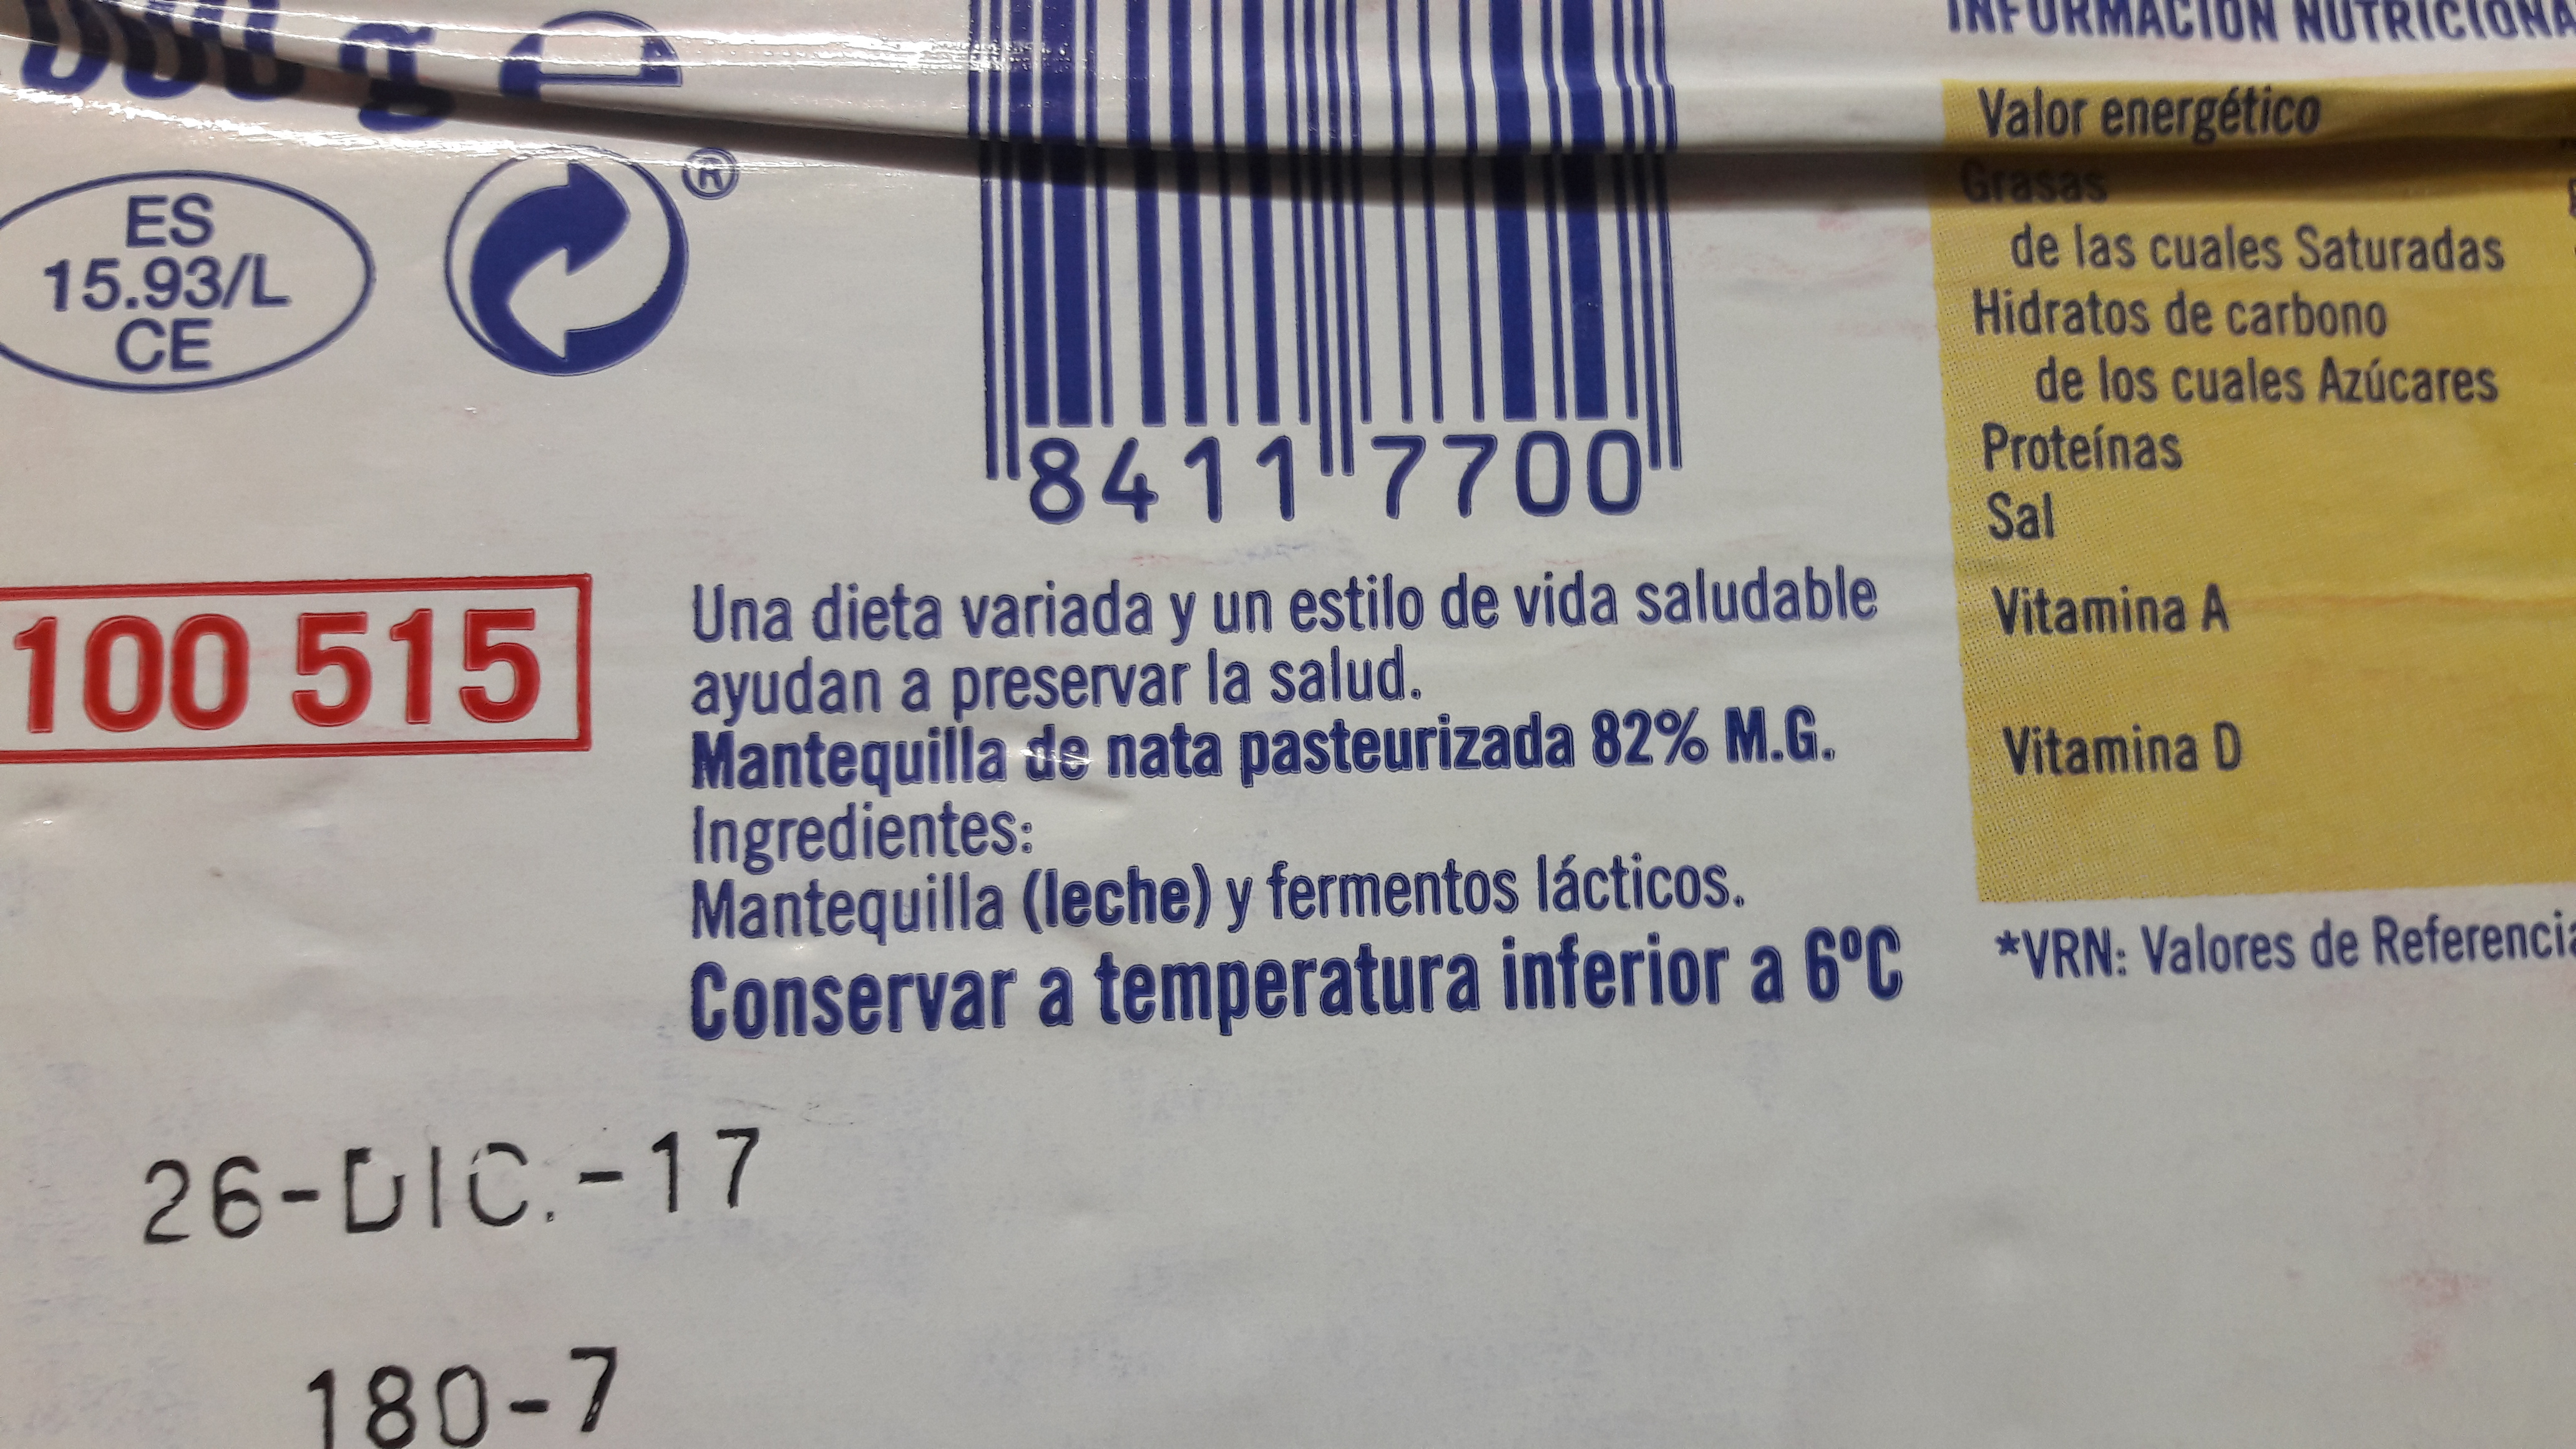 000 g e
ES
15.93/L
CE
®
8411 7700
100 515
Una dieta variada y un estilo de vida saludable
ayudan a preservar la salud.
Mantequilla de nata pasteurizada 82% M.G.
Ingredientes:
Mantequilla (leche) y fermentos lácticos.
Conservar a temperatura inferior a 6ºC
26-DIC.-17
180-7
INFORMACIÓN NUTRICIONA
Valor energético
Grasas
de las cuales Saturadas
Hidratos de carbono
de los cuales Azúcares
Proteínas
Sal
Vitamina A
Vitamina D
*VRN: Valores de Referencia